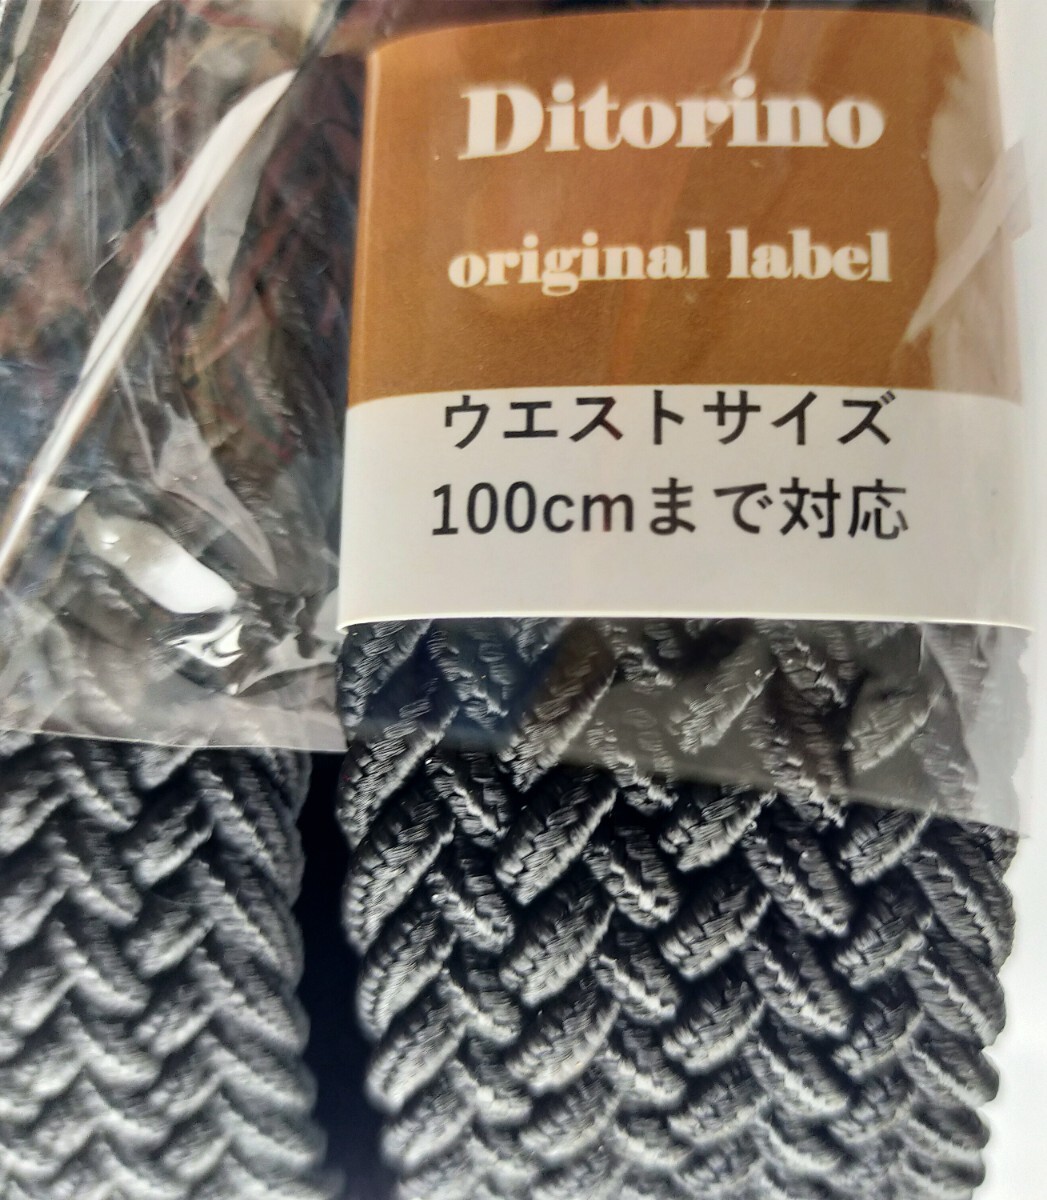 Ditorino
original label
ウエストサイズ
100cmまで対応